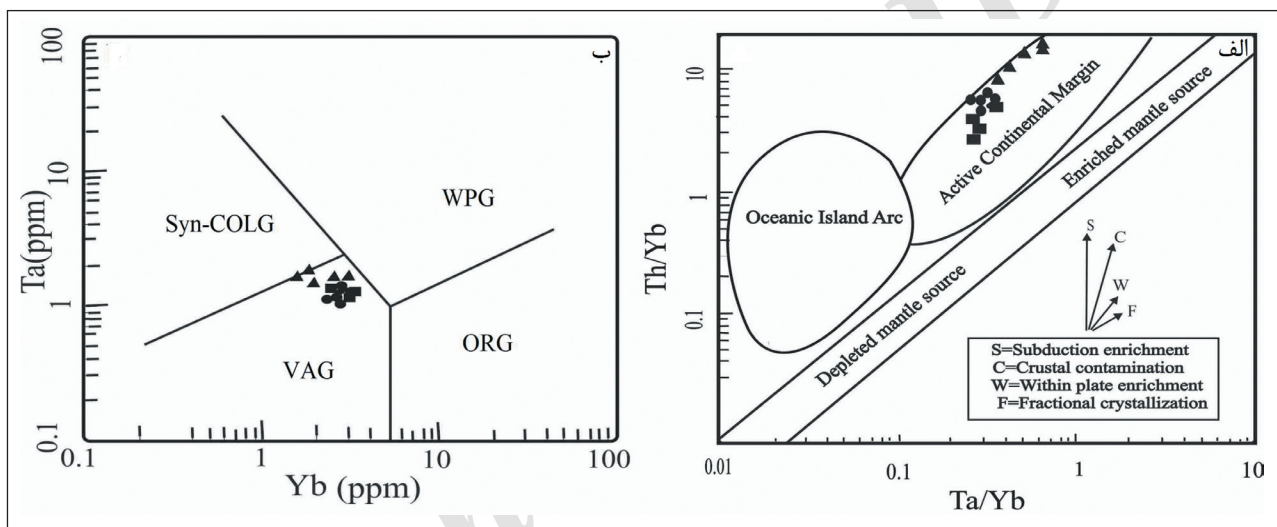 ب
100
10
1
0.1
Ta(ppm)
Syn-COLG
WPG
VAG
ORG
0.1
1
10
100
Yb (ppm)
الف
10
1
0.1
Th/Yb
Oceanic Island Arc
Active Continental Margin
Enriched mantle source
Depleted mantle source
S
C
W
F
S=Subduction enrichment
C=Crustal contamination
W=Within plate enrichment
F=Fractional crystallization
0.01
0.1
1
10
Ta/Yb